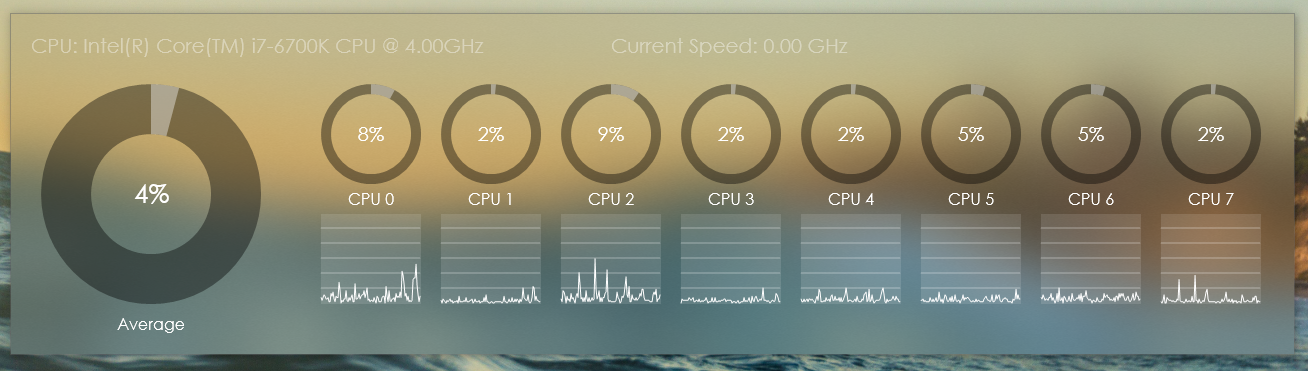 CPU: Intel(R) Core(TM) i7-6700K CPU @ 4.00GHz Current Speed: 0.00 GHz
8% 2% 9% 2% 2% 5% 5% 2%
4%
CPU 0 CPU 1 CPU 2 CPU 3 CPU 4 CPU 5 CPU 6 CPU 7
Average